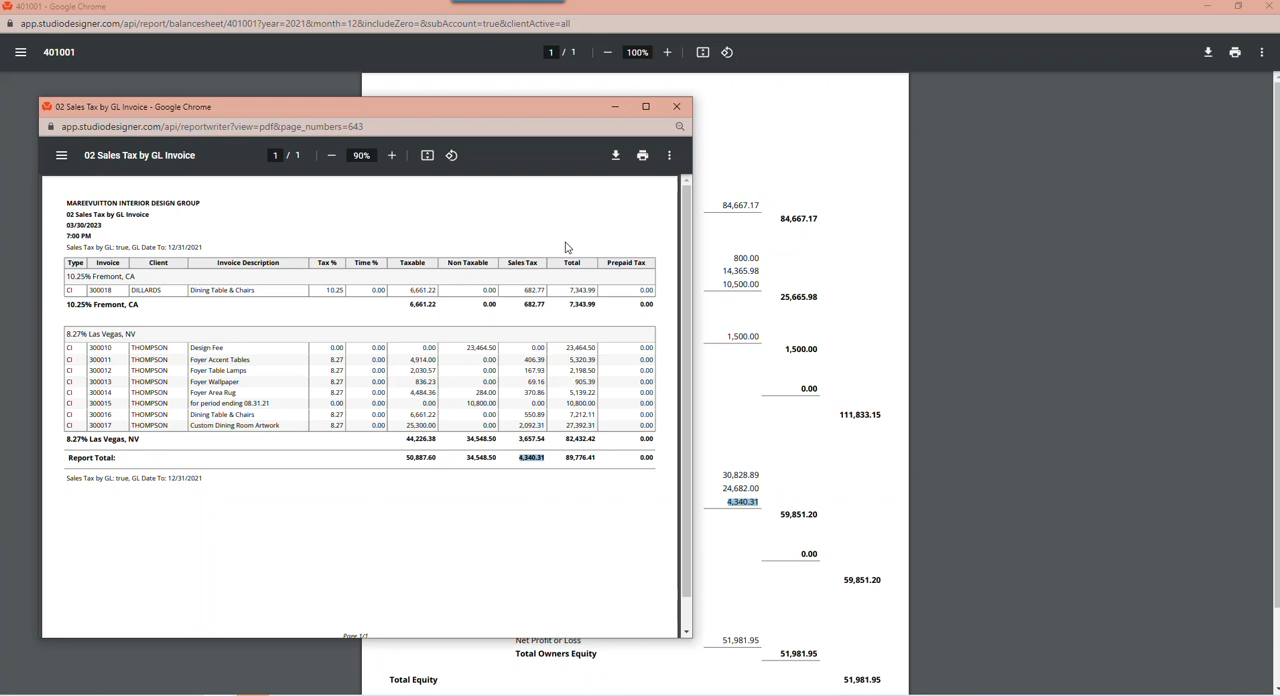 401001 - Google Chrome
app.studiodesigner.com/api/report/balancesheet/401001?year=2021&month=12&includeZero=&subAccount=true&clientActive=all
401001 1 / 1 100%
02 Sales Tax by GL Invoice - Google Chrome
app.studiodesigner.com/api/reportwriter?view=pdf&page_numbers=643
02 Sales Tax by GL Invoice 1 / 1 90%
MAREEVUITTON INTERIOR DESIGN GROUP
02 Sales Tax by GL Invoice
03/30/2023
7:00 PM
Sales Tax by GL: true, GL Date To: 12/31/2021
Type Invoice Client Invoice Description Tax % Time % Taxable Non Taxable Sales Tax Total Prepaid Tax
10.25% Fremont, CA
CI 300018 DILLARDS Dining Table & Chairs 10.25 0.00 6,661.22 0.00 682.77 7,343.99 0.00
10.25% Fremont, CA 6,661.22 0.00 682.77 7,343.99 0.00
8.27% Las Vegas, NV
CI 300010 THOMPSON Design Fee 0.00 0.00 0.00 23,464.50 0.00 23,464.50 0.00
CI 300011 THOMPSON Foyer Accent Tables 8.27 0.00 4,914.00 0.00 406.39 5,320.39 0.00
CI 300012 THOMPSON Foyer Table Lamps 8.27 0.00 2,030.57 0.00 167.93 2,198.50 0.00
CI 300013 THOMPSON Foyer Wallpaper 8.27 0.00 836.23 0.00 69.16 905.39 0.00
CI 300014 THOMPSON Foyer Area Rug 8.27 0.00 4,484.36 284.00 370.86 5,139.22 0.00
CI 300015 THOMPSON for period ending 08.31.21 0.00 0.00 0.00 10,800.00 0.00 10,800.00 0.00
CI 300016 THOMPSON Dining Table & Chairs 8.27 0.00 6,661.22 0.00 550.89 7,212.11 0.00
CI 300017 THOMPSON Custom Dining Room Artwork 8.27 0.00 25,300.00 0.00 2,092.31 27,392.31 0.00
8.27% Las Vegas, NV 44,226.38 34,548.50 3,657.54 82,432.42 0.00
Report Total: 50,887.60 34,548.50 4,340.31 89,776.41 0.00
Sales Tax by GL: true, GL Date To: 12/31/2021
Page 1/1
84,667.17
84,667.17
800.00
14,365.98
10,500.00
25,665.98
1,500.00
1,500.00
0.00
111,833.15
30,828.89
24,682.00
4,340.31
59,851.20
0.00
59,851.20
Net Profit or Loss 51,981.95
Total Owners Equity 51,981.95
Total Equity 51,981.95